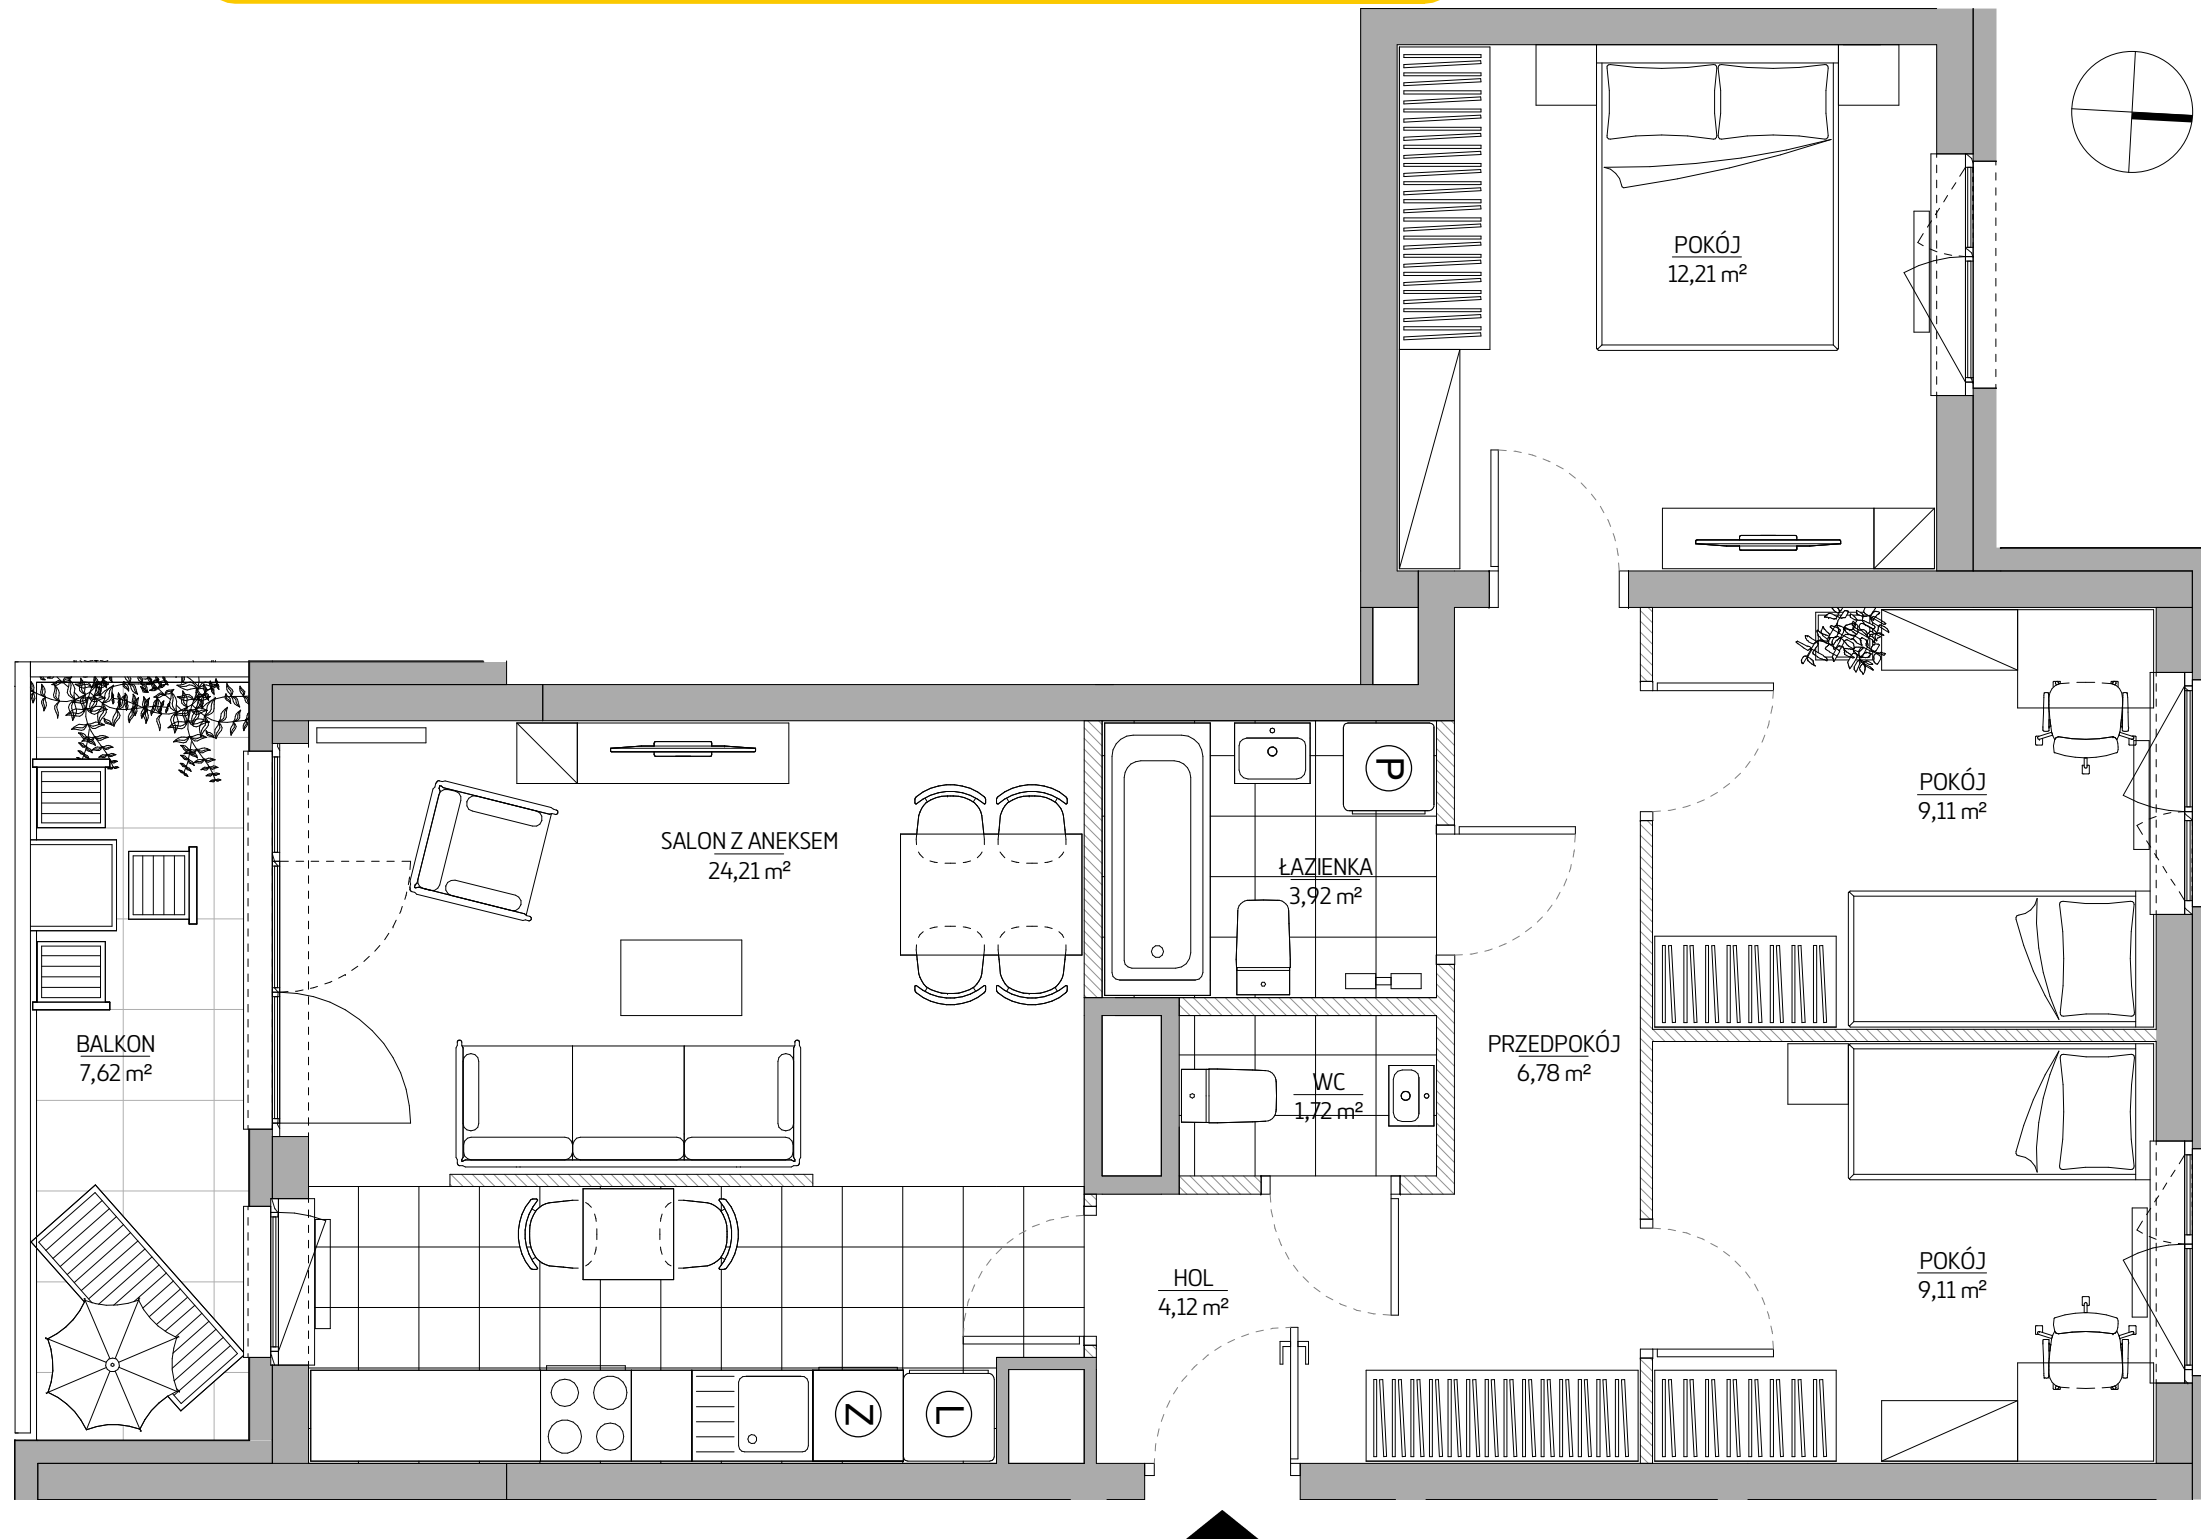 POKÓJ
12,21 m²
POKÓJ
9,11 m²
P
SALON Z ANEKSEM
24,21 m²
ŁAZIENKA
3,92 m²
BALKON
7,62 m²
PRZEDPOKÓJ
6,78 m²
WC
1,72 m²
POKÓJ
9,11 m²
HOL
4,12 m²
Z
L